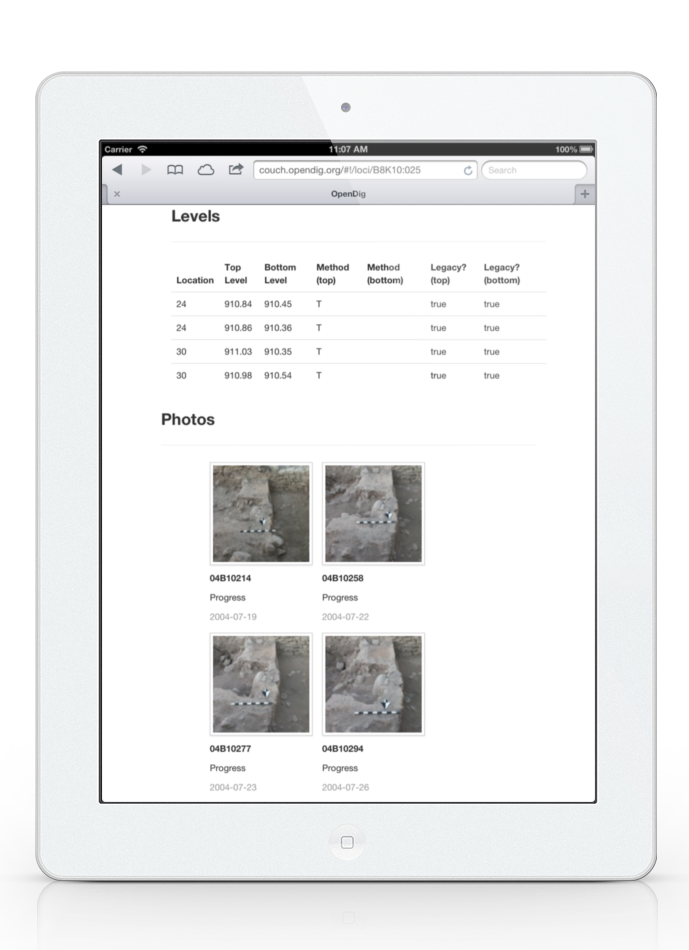 Carrier 11:07 AM 100%
couch.opendig.org/#!/loci/B8K10:025 Search
OpenDig
Levels
Location Top Level Bottom Level Method (top) Method (bottom) Legacy? (top) Legacy? (bottom)
24 910.84 910.45 T true true
24 910.86 910.36 T true true
30 911.03 910.35 T true true
30 910.98 910.54 T true true
Photos
04B10214 04B10258
Progress Progress
2004-07-19 2004-07-22
04B10277 04B10294
Progress Progress
2004-07-23 2004-07-26